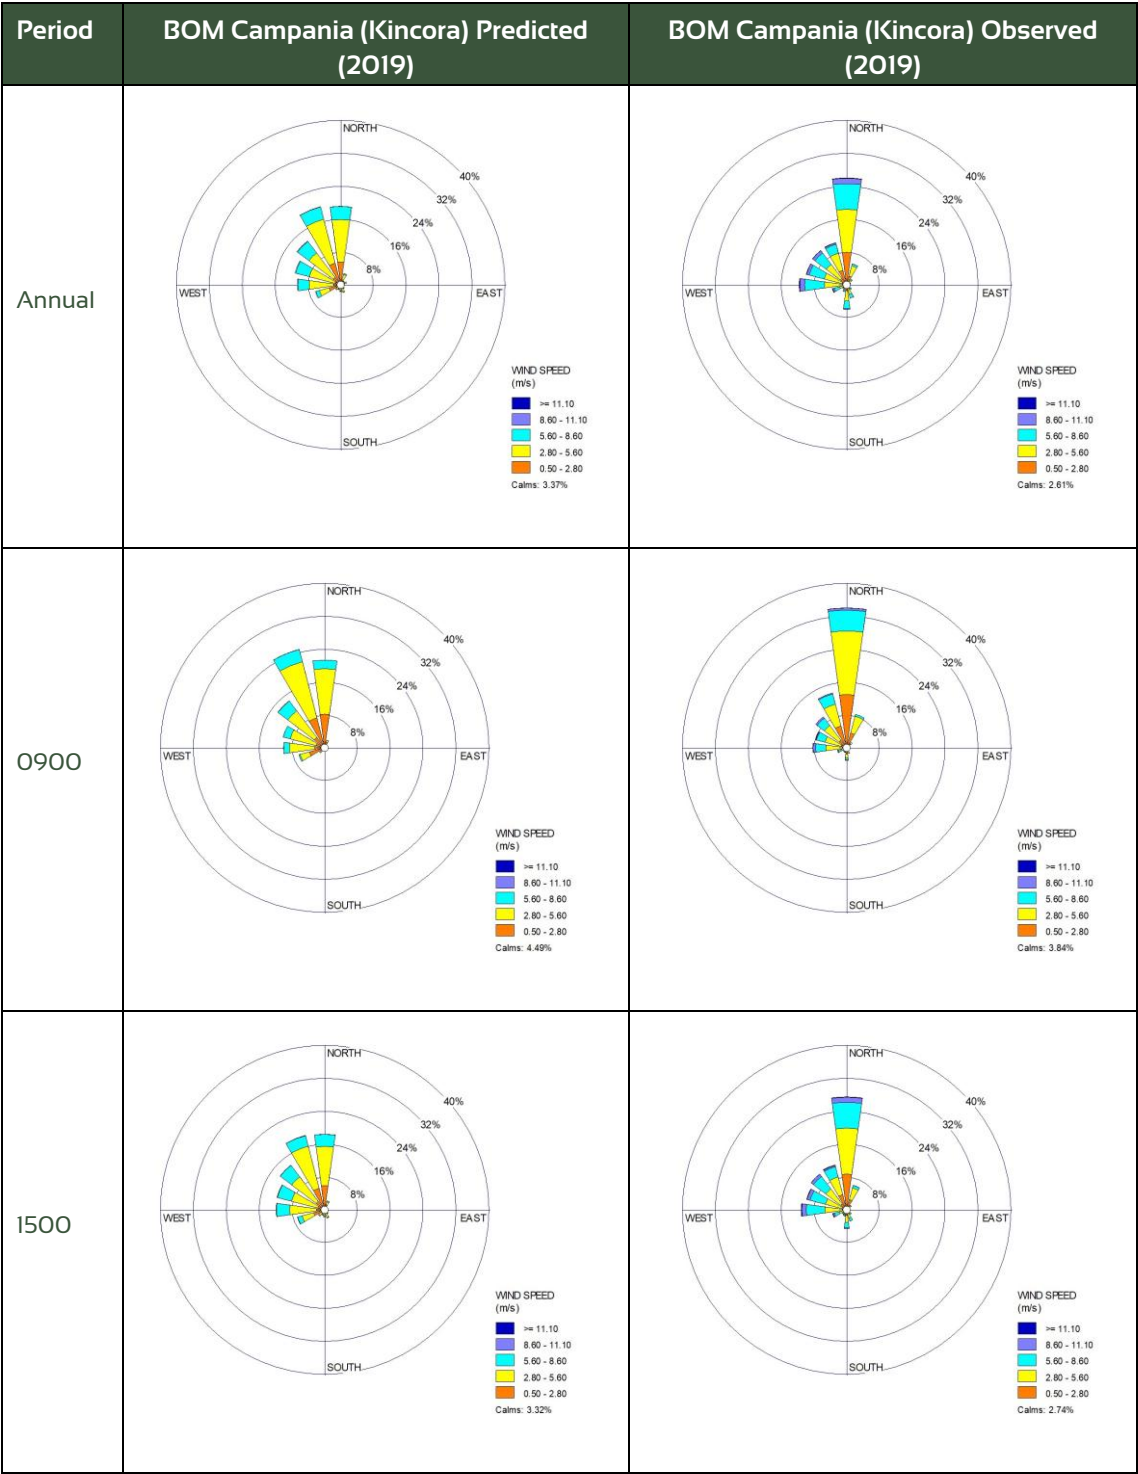 Period
BOM Campania (Kincora) Predicted
(2019)
BOM Campania (Kincora) Observed
(2019)
Annual
NORTH
40%
32%
24%
16%
8%
WEST
EAST
SOUTH
WIND SPEED
(m/s)
>= 11.10
8.60 - 11.10
5.60 - 8.60
2.80 - 5.60
0.50 - 2.80
Calms: 3.37%
NORTH
40%
32%
24%
16%
8%
WEST
EAST
SOUTH
WIND SPEED
(m/s)
>= 11.10
8.60 - 11.10
5.60 - 8.60
2.80 - 5.60
0.50 - 2.80
Calms: 2.61%
0900
NORTH
40%
32%
24%
16%
8%
WEST
EAST
SOUTH
WIND SPEED
(m/s)
>= 11.10
8.60 - 11.10
5.60 - 8.60
2.80 - 5.60
0.50 - 2.80
Calms: 4.49%
NORTH
40%
32%
24%
16%
8%
WEST
EAST
SOUTH
WIND SPEED
(m/s)
>= 11.10
8.60 - 11.10
5.60 - 8.60
2.80 - 5.60
0.50 - 2.80
Calms: 3.84%
1500
NORTH
40%
32%
24%
16%
8%
WEST
EAST
SOUTH
WIND SPEED
(m/s)
>= 11.10
8.60 - 11.10
5.60 - 8.60
2.80 - 5.60
0.50 - 2.80
Calms: 3.32%
NORTH
40%
32%
24%
16%
8%
WEST
EAST
SOUTH
WIND SPEED
(m/s)
>= 11.10
8.60 - 11.10
5.60 - 8.60
2.80 - 5.60
0.50 - 2.80
Calms: 2.74%